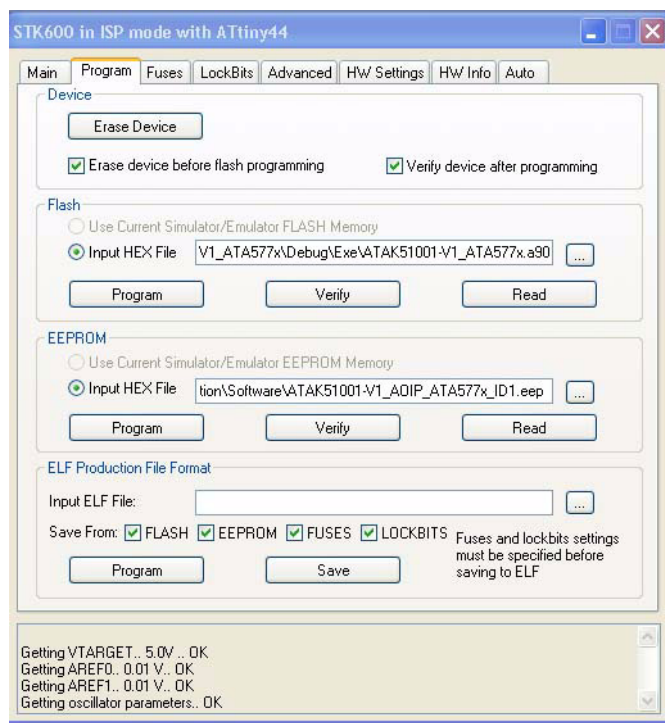 STK600 in ISP mode with ATtiny44
Main Program Fuses LockBits Advanced HW Settings HW Info Auto
Device
Erase Device
Erase device before flash programming Verify device after programming
Flash
Use Current Simulator/Emulator FLASH Memory
Input HEX File V1_ATA577x\Debug\Exe\ATAK51001-V1_ATA577x.a90 ...
Program Verify Read
EEPROM
Use Current Simulator/Emulator EEPROM Memory
Input HEX File tion\Software\ATAK51001-V1_AOIP_ATA577x_ID1.eep ...
Program Verify Read
ELF Production File Format
Input ELF File: ...
Save From: FLASH EEPROM FUSES LOCKBITS Fuses and lockbits settings
must be specified before
saving to ELF
Program Save
Getting VTARGET.. 5.0V .. OK
Getting AREF0.. 0.01 V.. OK
Getting AREF1.. 0.01 V.. OK
Getting oscillator parameters.. OK